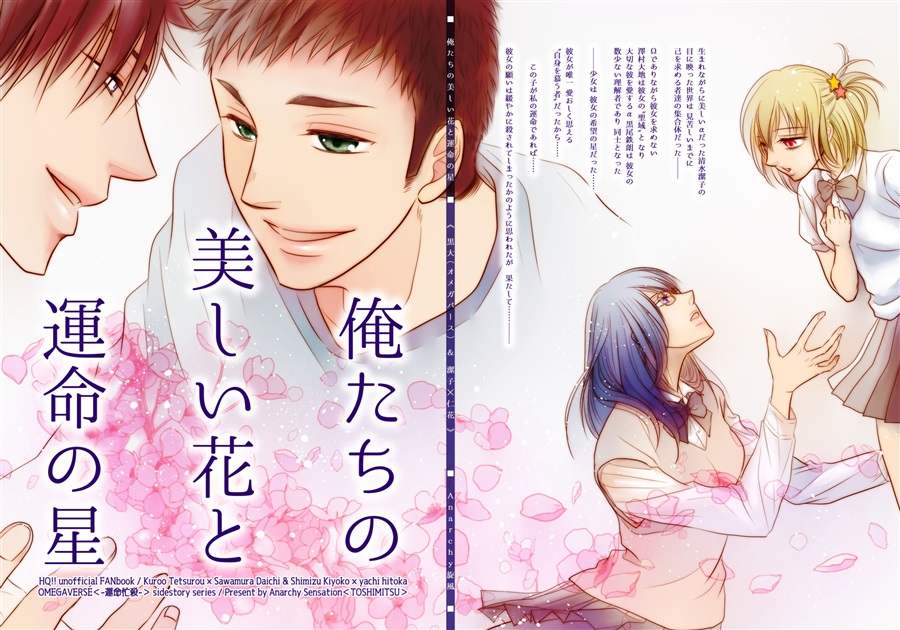 俺たちの
美しい花と
運命の星
HQ!! unofficial FANbook / Kuroo Tetsurou × Sawamura Daichi & Shimizu Kiyoko × yachi hitoka
OMEGAVERSE＜-運命忙殺-＞ sidestory series / Present by Anarchy Sensation＜TOSHIMITSU＞
■ 俺たちの美しい花と運命の星 ■ 《 黒大(オメガバース) & 潔子×仁花 》 ■ Anarchy旋風 ■
生まれながらに美しいαだった清水潔子の
目に映った世界は 見苦しいまでに
己を求める者達の集合体だった――
Ωでありながら彼女を求めない
澤村大地は彼女の〝聖域〟となり
大切な彼を愛するα 黒尾鉄朗は 彼女の
数少ない理解者であり、同士となった
――少女は 彼女の希望の星だった……
彼女が唯一 愛おしく思える
〝自身を慕う者〟だったから……
この子が私の運命であれば……
彼女の願いは緩やかに殺されてしまったかのように思われたが 果たして――